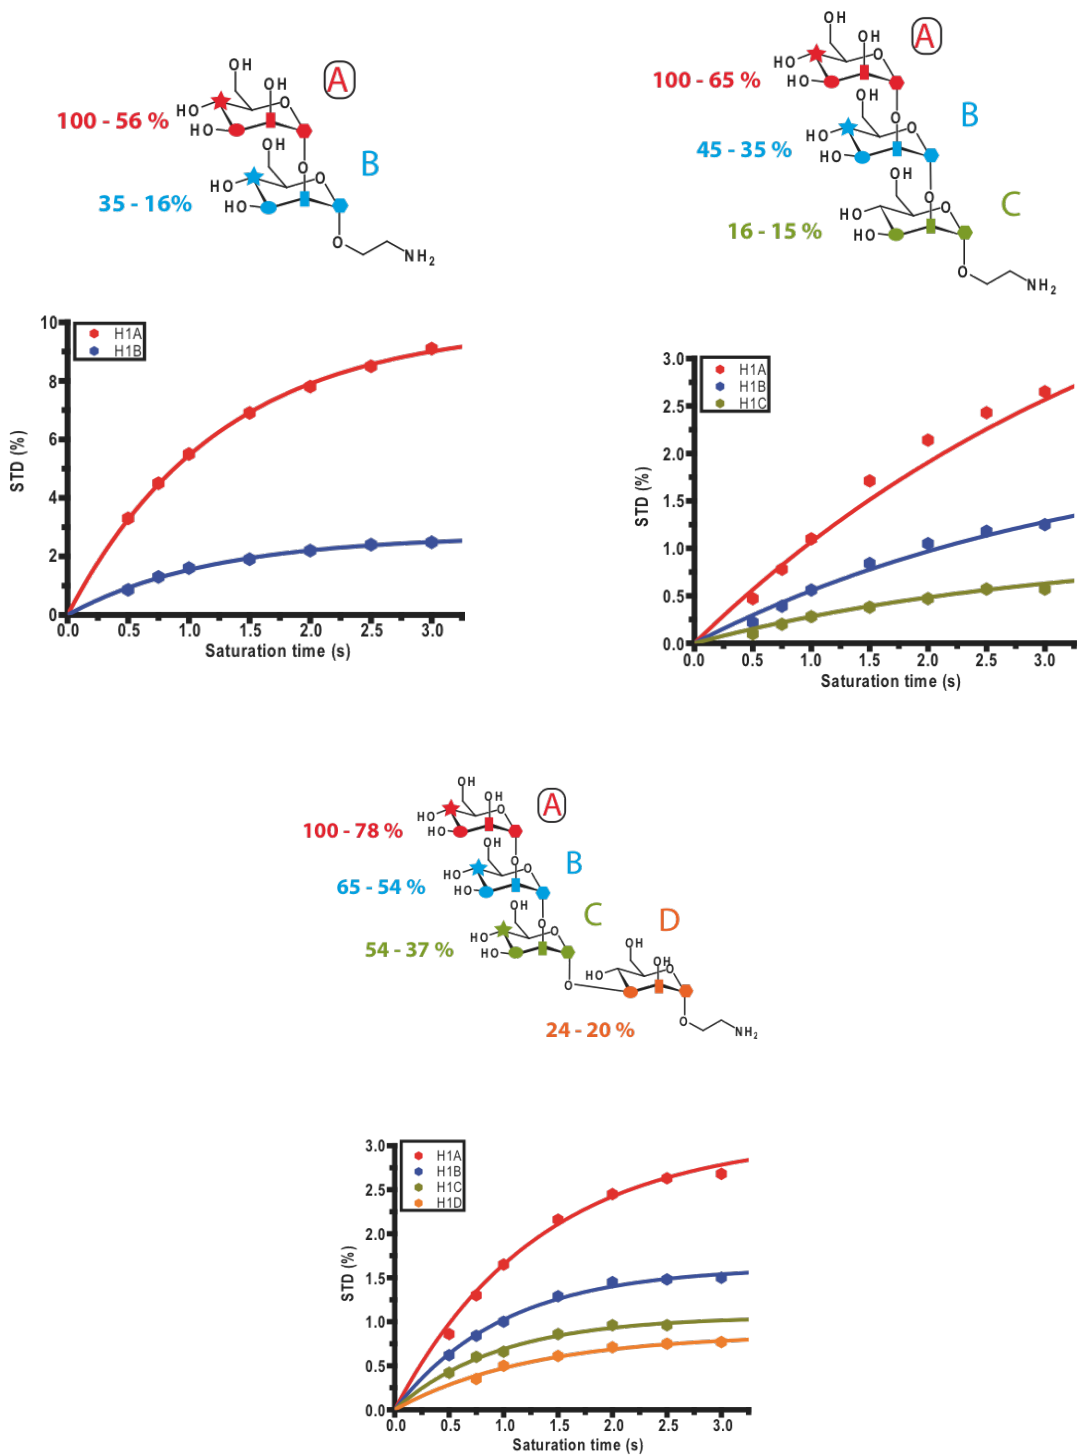 OH
OH
A
100 - 56 %
HO
O
HO
O
OH
B
35 - 16%
HO
O
HO
O
NH2
OH
OH
A
100 - 65 %
HO
O
HO
O
OH
B
45 - 35 %
HO
O
HO
O
OH
C
16 - 15 %
HO
O
HO
O
NH2
10
8
6
4
2
0
STD (%)
H1A
H1B
0.0 0.5 1.0 1.5 2.0 2.5 3.0
Saturation time (s)
3.0
2.5
2.0
1.5
1.0
0.5
0.0
STD (%)
H1A
H1B
H1C
0.0 0.5 1.0 1.5 2.0 2.5 3.0
Saturation time (s)
OH
OH
A
100 - 78 %
HO
O
HO
O
OH
B
65 - 54 %
HO
O
HO
O
OH
C
54 - 37 %
HO
O
HO
O
OH
D
OH
HO
O
O
NH2
24 - 20 %
3.0
2.5
2.0
1.5
1.0
0.5
0.0
STD (%)
H1A
H1B
H1C
H1D
0.0 0.5 1.0 1.5 2.0 2.5 3.0
Saturation time (s)